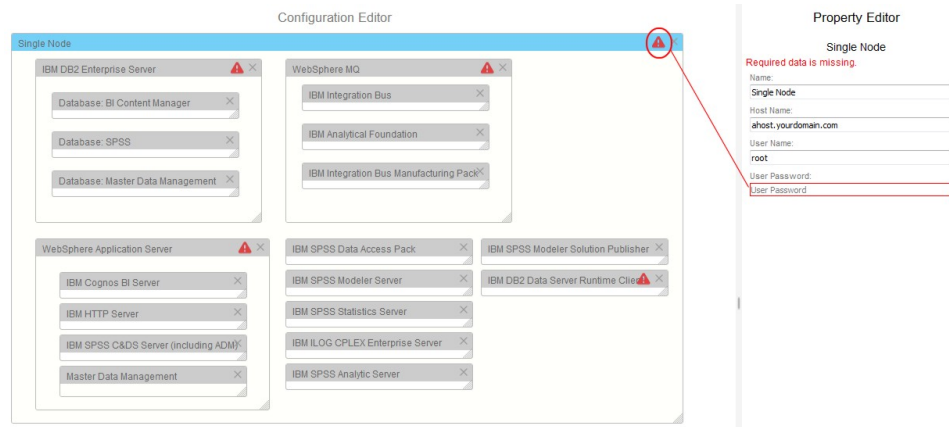 Configuration Editor
Single Node
IBM DB2 Enterprise Server
Database: BI Content Manager
Database: SPSS
Database: Master Data Management
WebSphere MQ
IBM Integration Bus
IBM Analytical Foundation
IBM Integration Bus Manufacturing Pack
WebSphere Application Server
IBM Cognos BI Server
IBM HTTP Server
IBM SPSS C&DS Server (including ADM)
Master Data Management
IBM SPSS Data Access Pack
IBM SPSS Modeler Server
IBM SPSS Statistics Server
IBM ILOG CPLEX Enterprise Server
IBM SPSS Analytic Server
IBM SPSS Modeler Solution Publisher
IBM DB2 Data Server Runtime Client
Property Editor
Single Node
Required data is missing.
Name:
Single Node
Host Name:
ahost.yourdomain.com
User Name:
root
User Password:
User Password